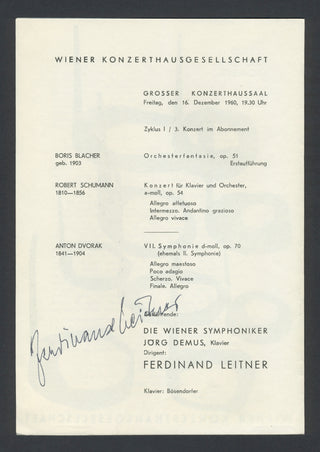 WIENER KONZERTHAUSGESELLSCHAFT
GROSSER KONZERTHAUSSAAL
Freitag, den 16. Dezember 1960, 19.30 Uhr
Zyklus I / 3. Konzert im Abonnement
BORIS BLACHER Orchesterfantasie, op. 51
geb. 1903 Erstaufführung
ROBERT SCHUMANN Konzert für Klavier und Orchester,
1810—1856 a-moll, op. 54
Allegro affetuoso
Intermezzo. Andantino grazioso
Allegro vivace
ANTON DVORAK VII. Symphonie d-moll, op. 70
1841—1904 (ehemals II. Symphonie)
Allegro maestoso
Poco adagio
Scherzo. Vivace
Finale. Allegro
Ferdinand Leitner
DIE WIENER SYMPHONIKER
JÖRG DEMUS, Klavier
Dirigent:
FERDINAND LEITNER
Klavier: Bösendorfer